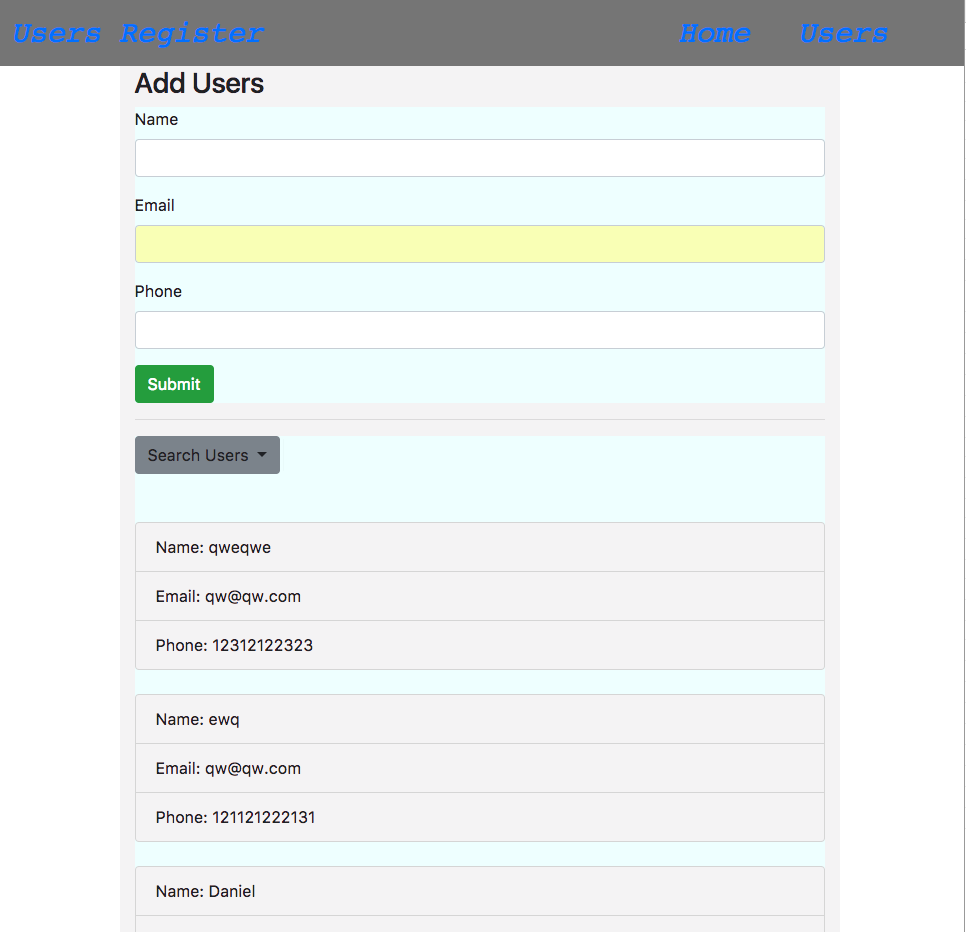 Users Register Home Users
Add Users
Name
Email
Phone
Submit
Search Users
Name: qweqwe
Email: qw@qw.com
Phone: 12312122323
Name: ewq
Email: qw@qw.com
Phone: 121121222131
Name: Daniel